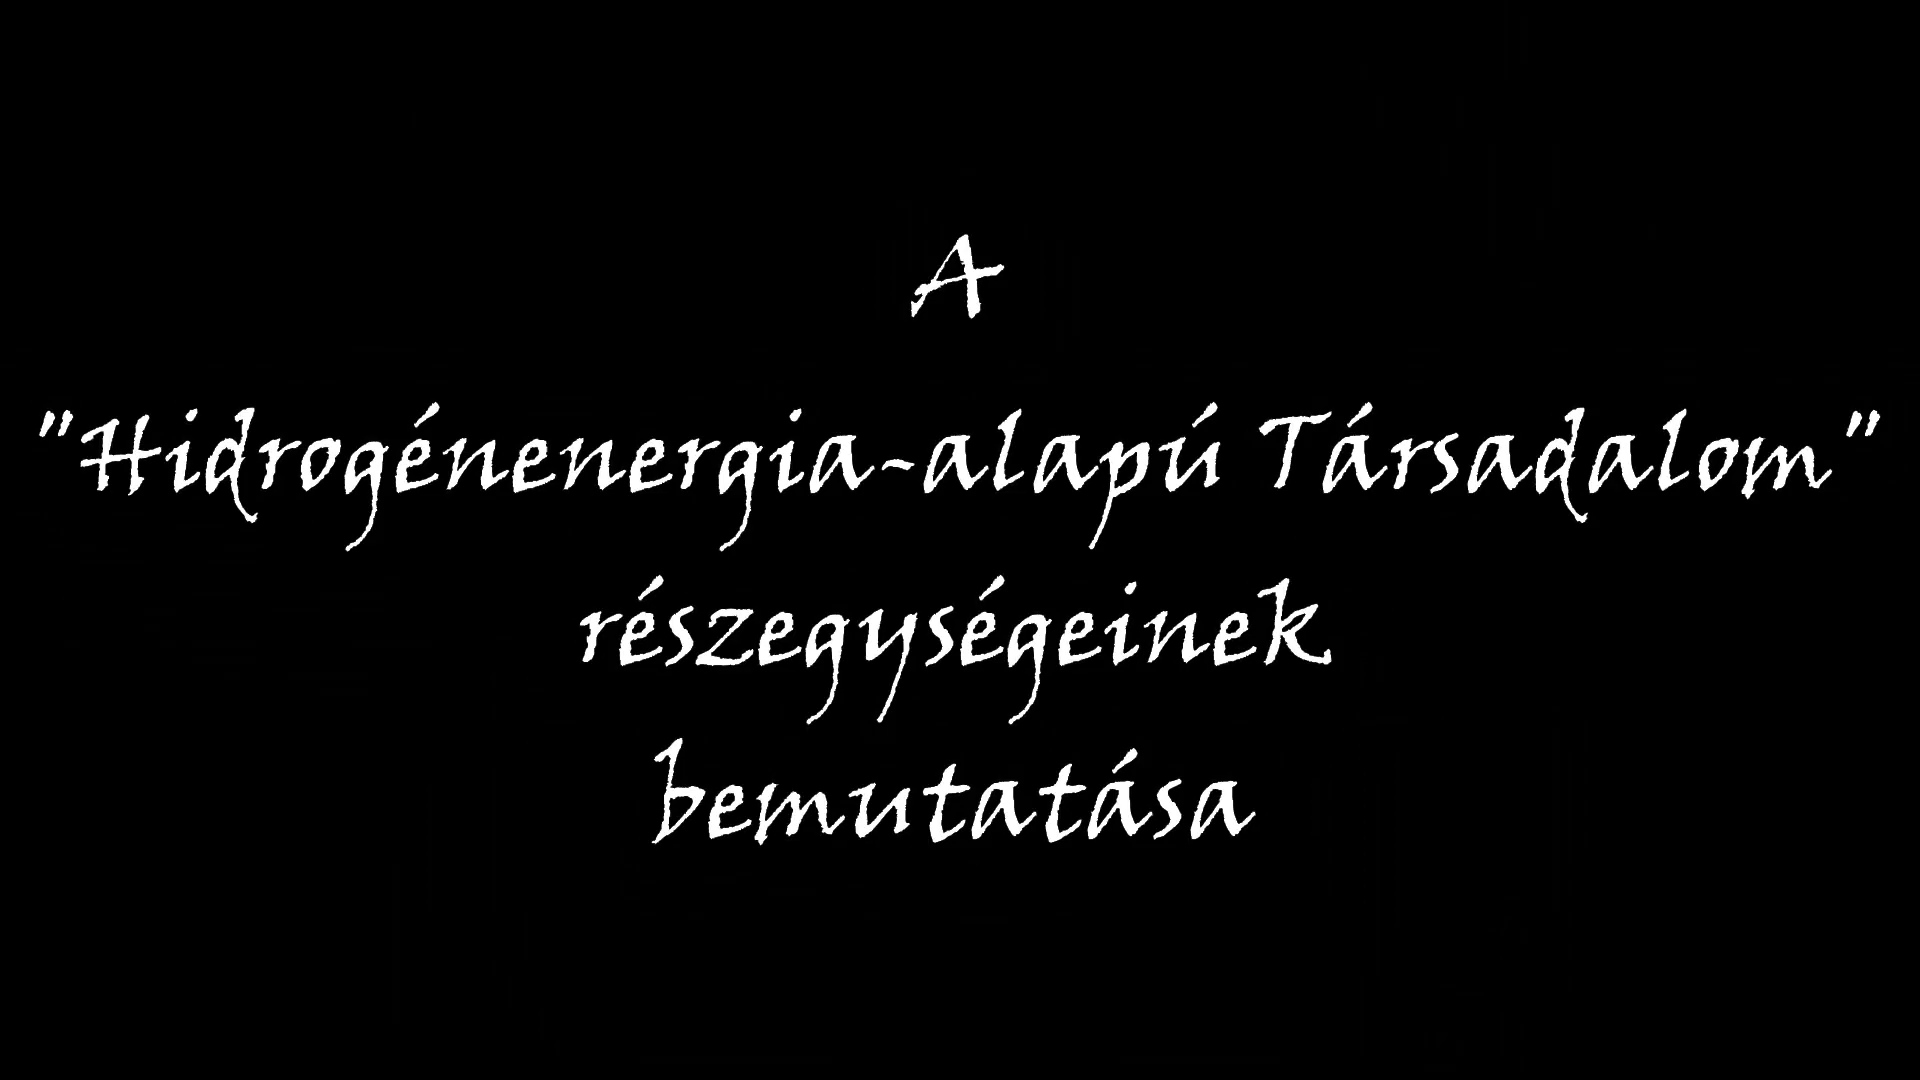 A
"Hidrogénenergia-alapú Társadalom"
részegységeinek
bemutatása